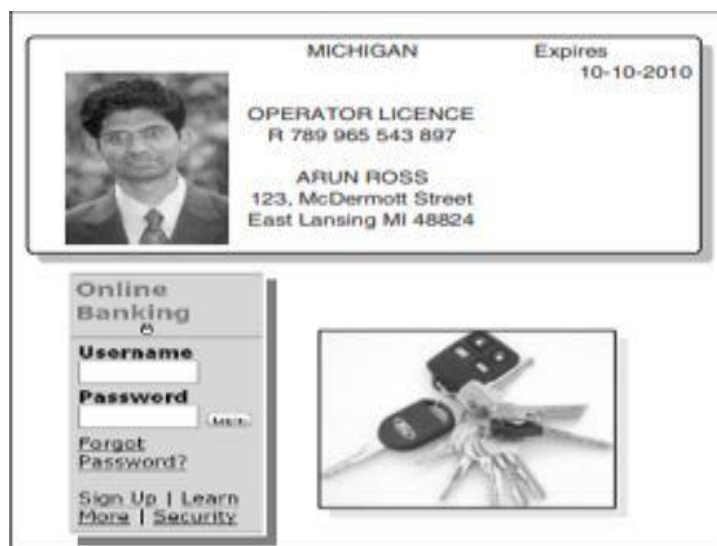 MICHIGAN
Expires
10-10-2010
OPERATOR LICENCE
R 789 965 543 897
ARUN ROSS
123, McDermott Street
East Lansing MI 48824
Online
Banking
Username
Password
Login
Forgot
Password?
Sign Up | Learn
More | Security